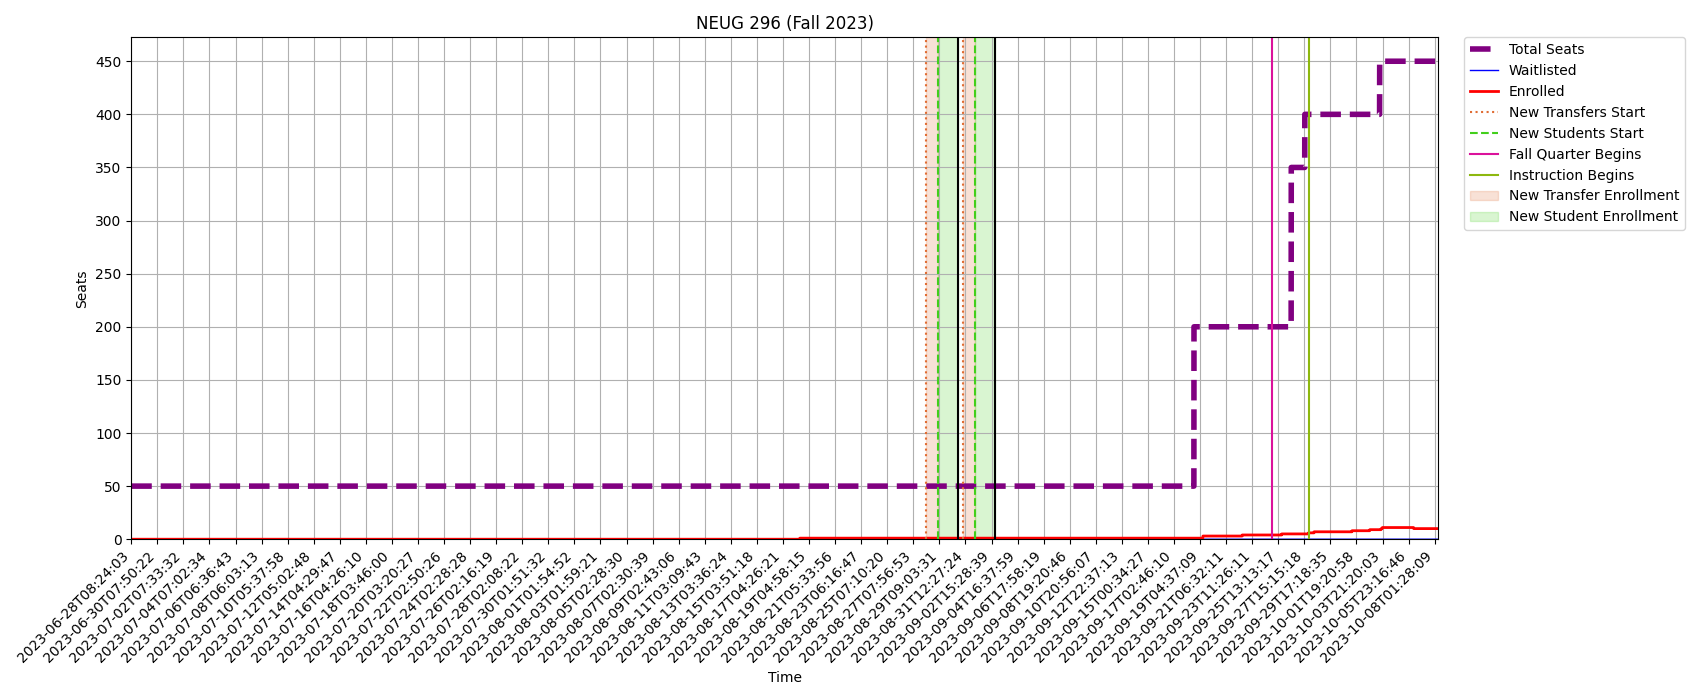 NEUG 296 (Fall 2023)
Seats
450
400
350
300
250
200
150
100
50
0
Total Seats
Waitlisted
Enrolled
New Transfers Start
New Students Start
Fall Quarter Begins
Instruction Begins
New Transfer Enrollment
New Student Enrollment
2023-06-28T08:24:03
2023-06-30T07:50:22
2023-07-02T07:33:32
2023-07-04T07:02:34
2023-07-06T06:36:43
2023-07-08T06:03:13
2023-07-10T05:37:58
2023-07-12T05:02:48
2023-07-14T04:29:47
2023-07-16T04:26:10
2023-07-18T03:46:00
2023-07-20T03:20:27
2023-07-22T02:50:26
2023-07-24T02:28:28
2023-07-26T02:16:19
2023-07-28T02:08:22
2023-07-30T01:51:32
2023-08-01T01:54:52
2023-08-03T01:59:21
2023-08-05T02:28:30
2023-08-07T02:30:39
2023-08-09T02:43:06
2023-08-11T03:09:43
2023-08-13T03:36:24
2023-08-15T03:51:18
2023-08-17T04:26:21
2023-08-19T04:58:15
2023-08-21T05:33:56
2023-08-23T06:16:47
2023-08-25T07:10:20
2023-08-27T07:56:53
2023-08-29T09:03:31
2023-08-31T12:27:24
2023-09-02T15:28:39
2023-09-04T16:37:59
2023-09-06T17:58:19
2023-09-08T19:20:46
2023-09-10T20:56:07
2023-09-12T22:37:13
2023-09-15T00:34:27
2023-09-17T02:46:10
2023-09-19T04:37:09
2023-09-21T06:32:11
2023-09-23T11:26:11
2023-09-25T13:13:17
2023-09-27T15:15:18
2023-09-29T17:18:35
2023-10-01T19:20:58
2023-10-03T21:20:03
2023-10-05T23:16:46
2023-10-08T01:28:09
Time